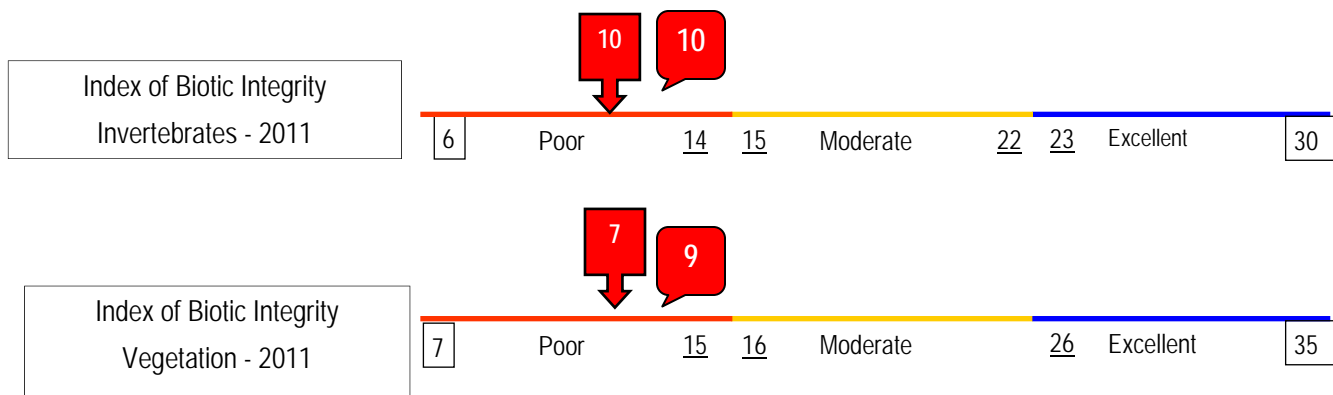 10 10
Index of Biotic Integrity
Invertebrates - 2011
6 Poor 14 15 Moderate 22 23 Excellent 30
7 9
Index of Biotic Integrity
Vegetation - 2011
7 Poor 15 16 Moderate 26 Excellent 35